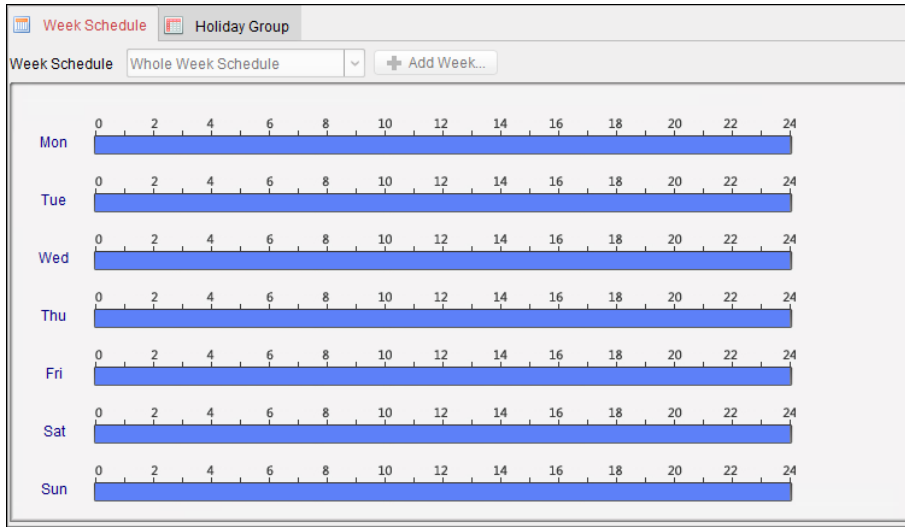 Week Schedule Holiday Group
Week Schedule Whole Week Schedule Add Week...
0 2 4 6 8 10 12 14 16 18 20 22 24
Mon
0 2 4 6 8 10 12 14 16 18 20 22 24
Tue
0 2 4 6 8 10 12 14 16 18 20 22 24
Wed
0 2 4 6 8 10 12 14 16 18 20 22 24
Thu
0 2 4 6 8 10 12 14 16 18 20 22 24
Fri
0 2 4 6 8 10 12 14 16 18 20 22 24
Sat
0 2 4 6 8 10 12 14 16 18 20 22 24
Sun